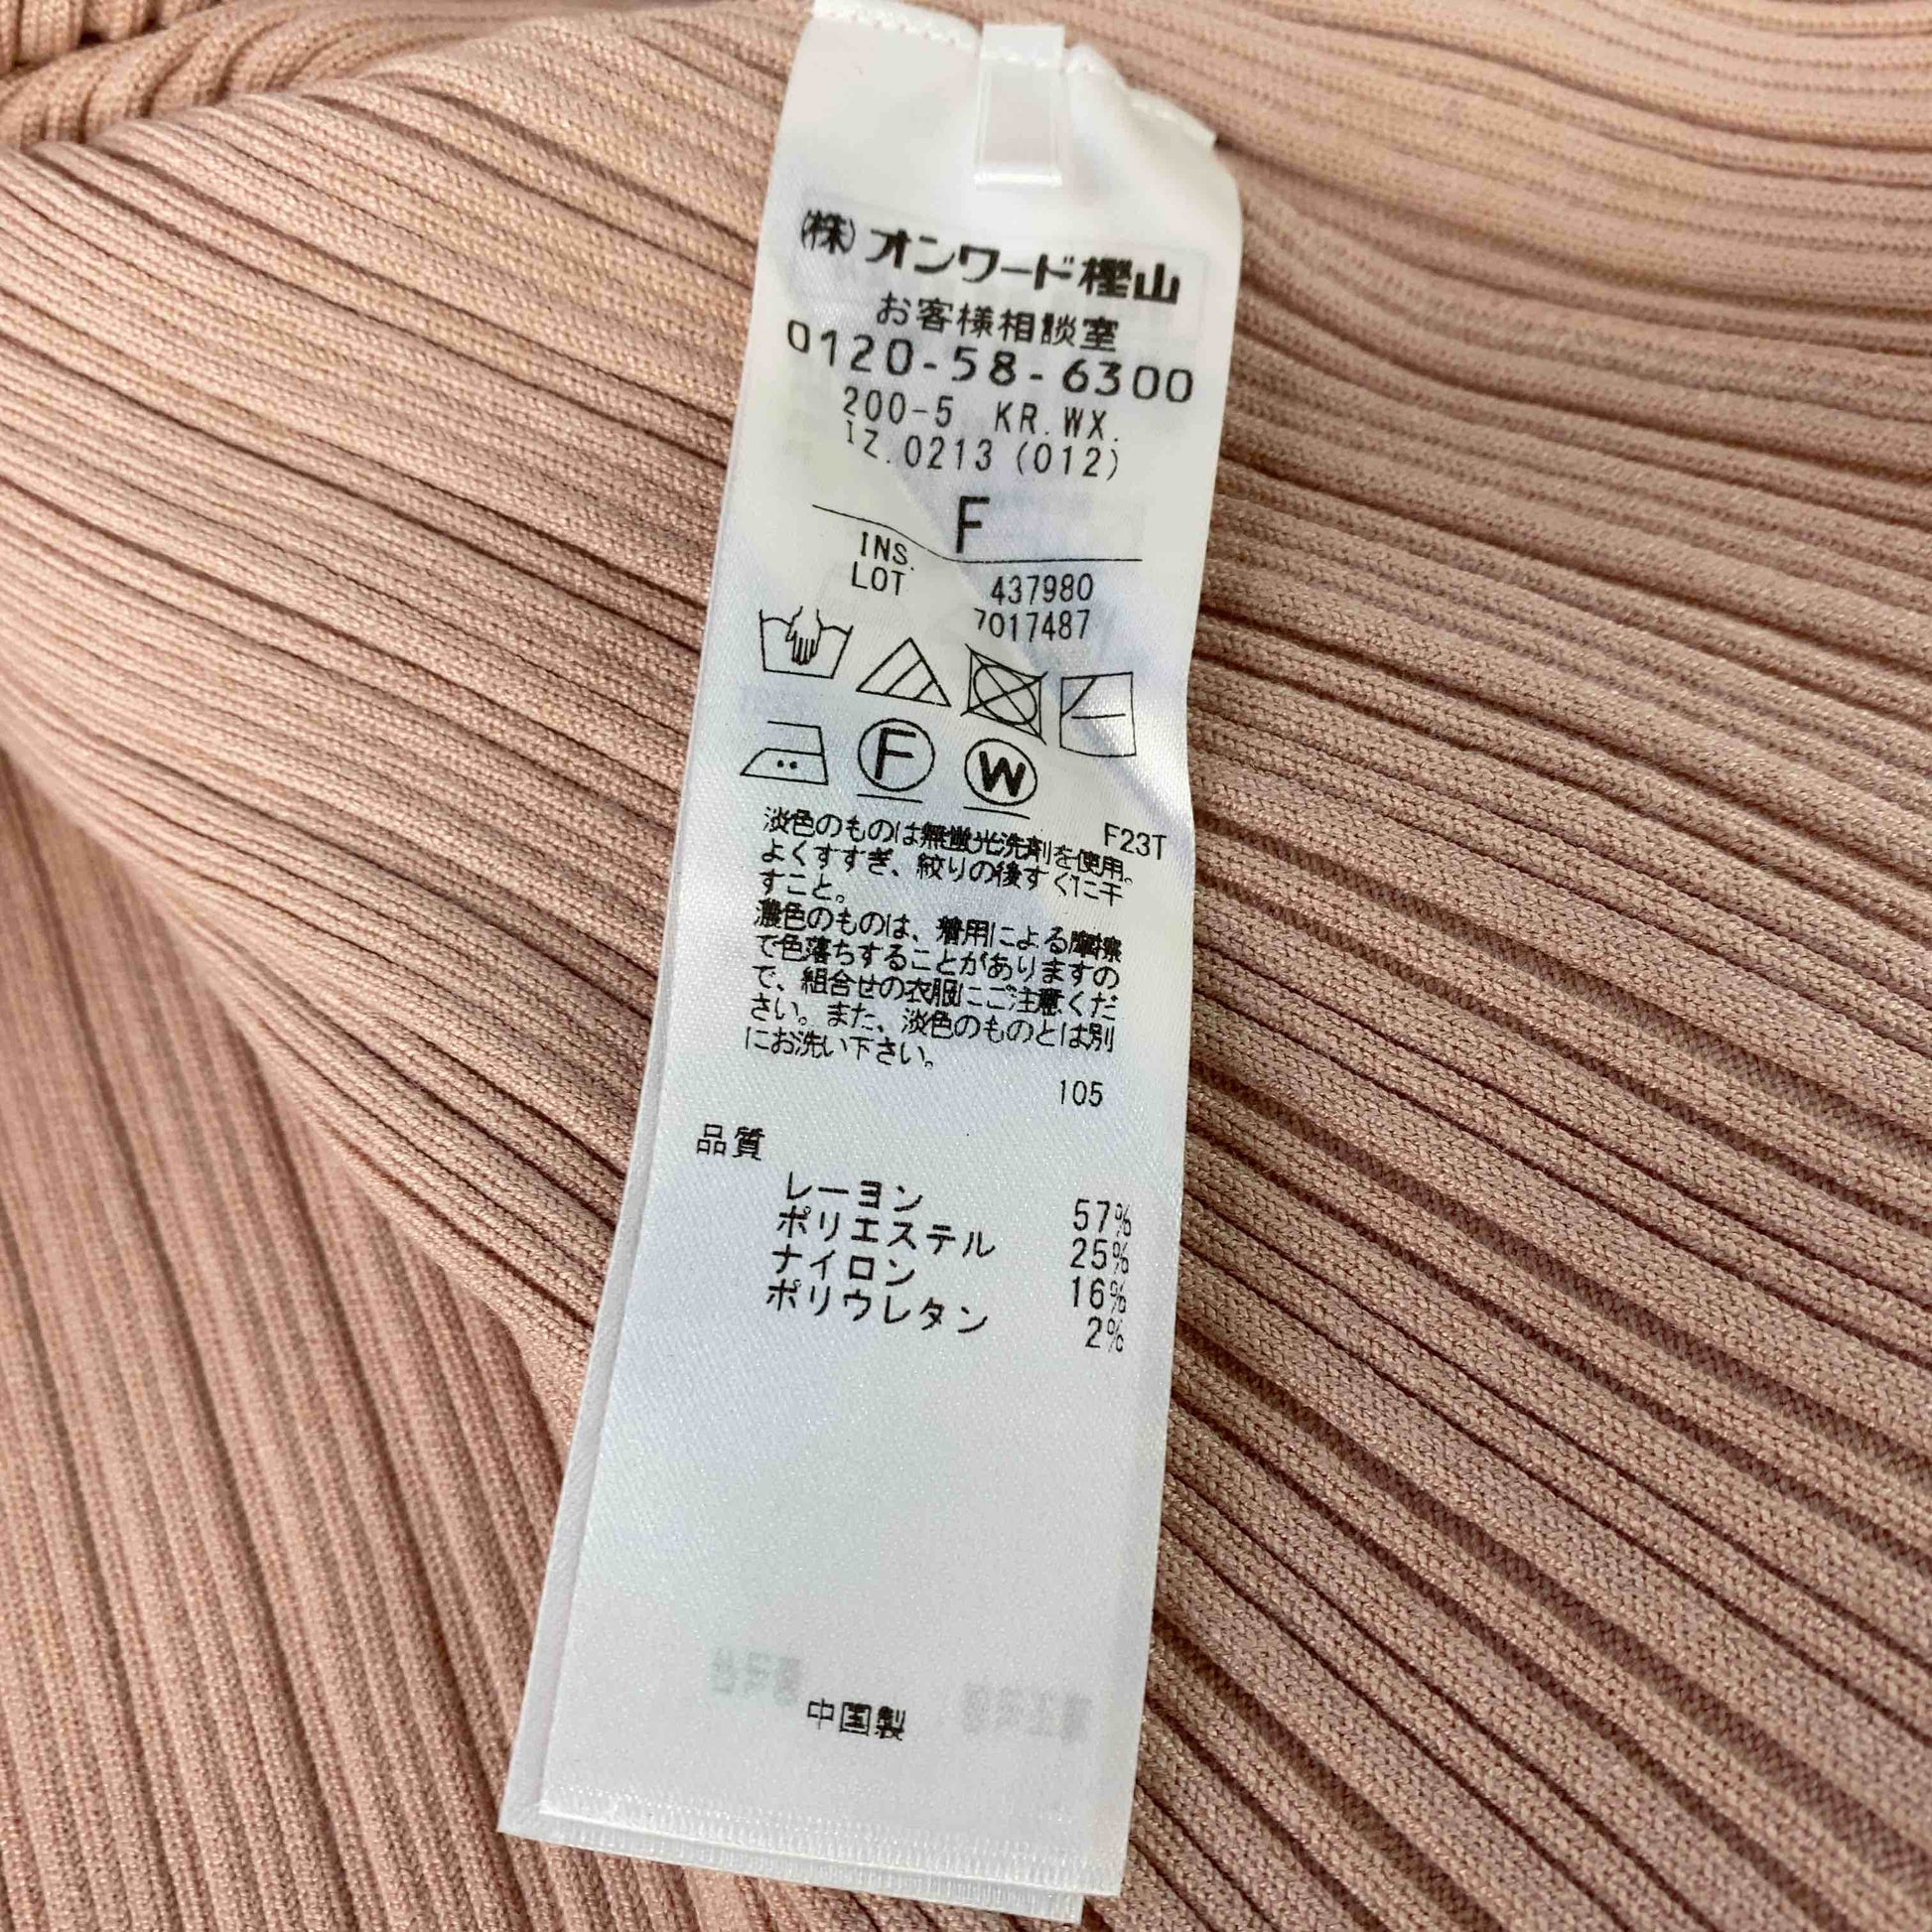 (株)オンワード樫山
お客様相談室
0120-58-6300
200-5 KR.WX.
IZ.0213 (012)
F
INS. 437980
LOT 7017487
F W
F23T
淡色のものは無蛍光洗剤を使用。
よくすすぎ、絞りの後すぐに干
すこと。
濃色のものは、着用による摩擦
で色落ちすることがありますの
で、組合せの衣服にご注意くだ
さい。また、淡色のものとは別
にお洗い下さい。
105
品質
レーヨン 57%
ポリエステル 25%
ナイロン 16%
ポリウレタン 2%
中国製